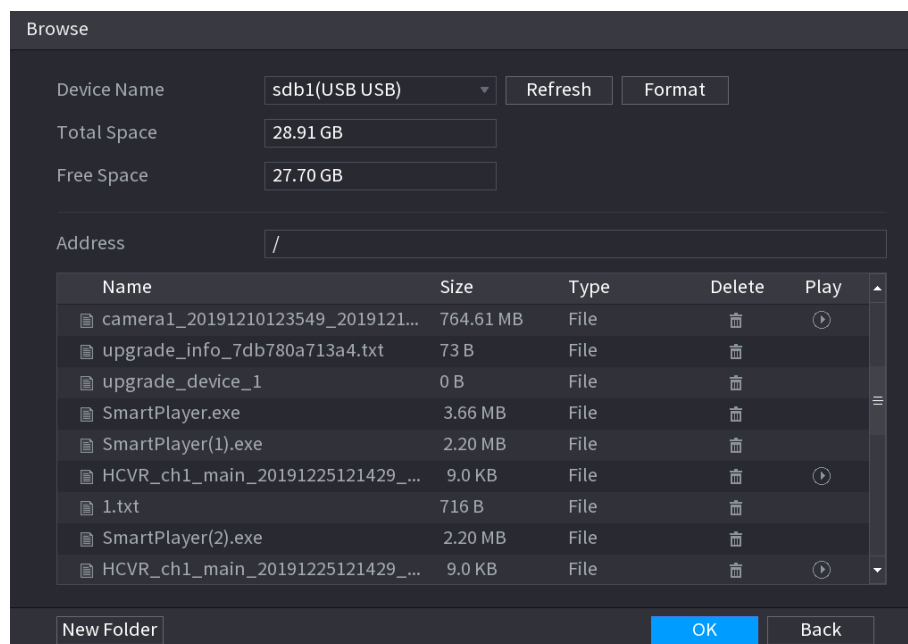 Browse
Device Name sdb1(USB USB) Refresh Format
Total Space 28.91 GB
Free Space 27.70 GB
Address /
Name Size Type Delete Play
camera1_20191210123549_2019121... 764.61 MB File
upgrade_info_7db780a713a4.txt 73 B File
upgrade_device_1 0 B File
SmartPlayer.exe 3.66 MB File
SmartPlayer(1).exe 2.20 MB File
HCVR_ch1_main_20191225121429_... 9.0 KB File
1.txt 716 B File
SmartPlayer(2).exe 2.20 MB File
HCVR_ch1_main_20191225121429_... 9.0 KB File
New Folder OK Back